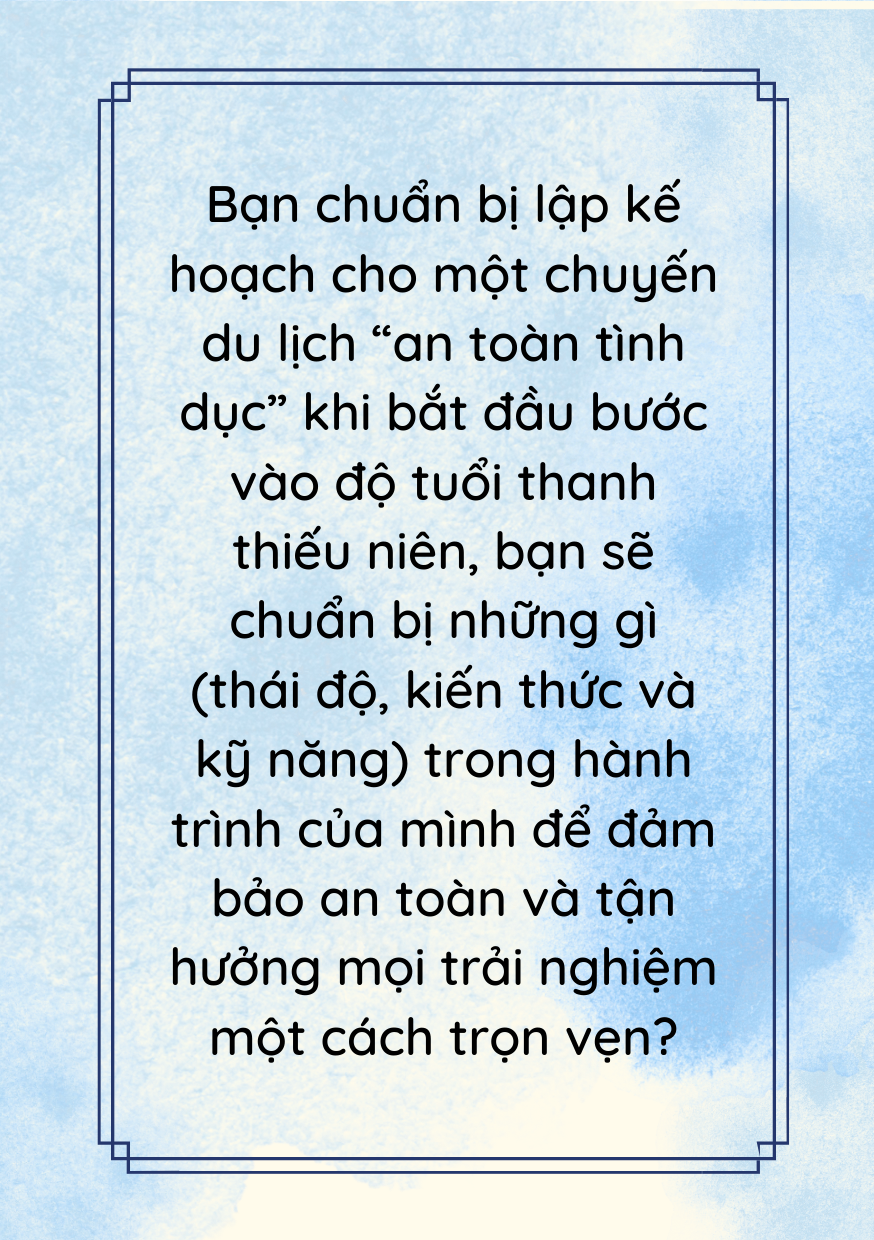 Bạn chuẩn bị lập kế
hoạch cho một chuyến
du lịch “an toàn tình
dục” khi bắt đầu bước
vào độ tuổi thanh
thiếu niên, bạn sẽ
chuẩn bị những gì
(thái độ, kiến thức và
kỹ năng) trong hành
trình của mình để đảm
bảo an toàn và tận
hưởng mọi trải nghiệm
một cách trọn vẹn?